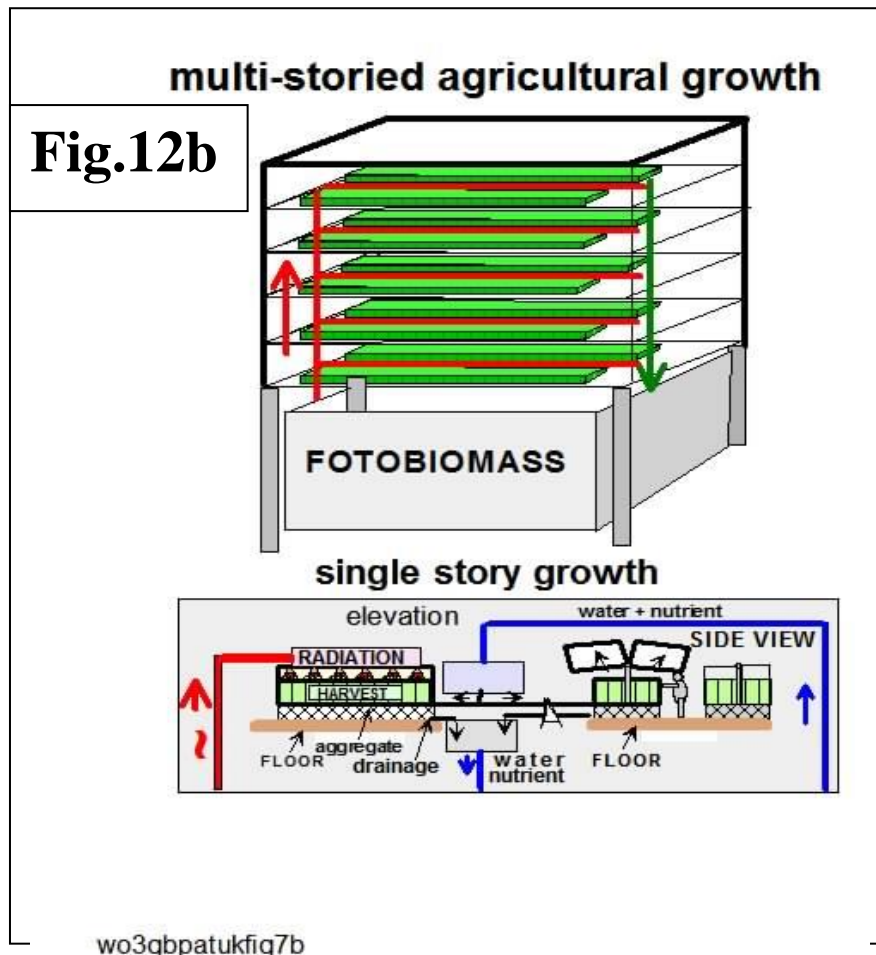 multi-storied agricultural growth
Fig.12b
FOTOBIOMASS
single story growth
elevation
water + nutrient
SIDE VIEW
RADIATION
HARVEST
~
FLOOR
aggregate
drainage
water
nutrient
FLOOR
wo3gbpatukfig7b